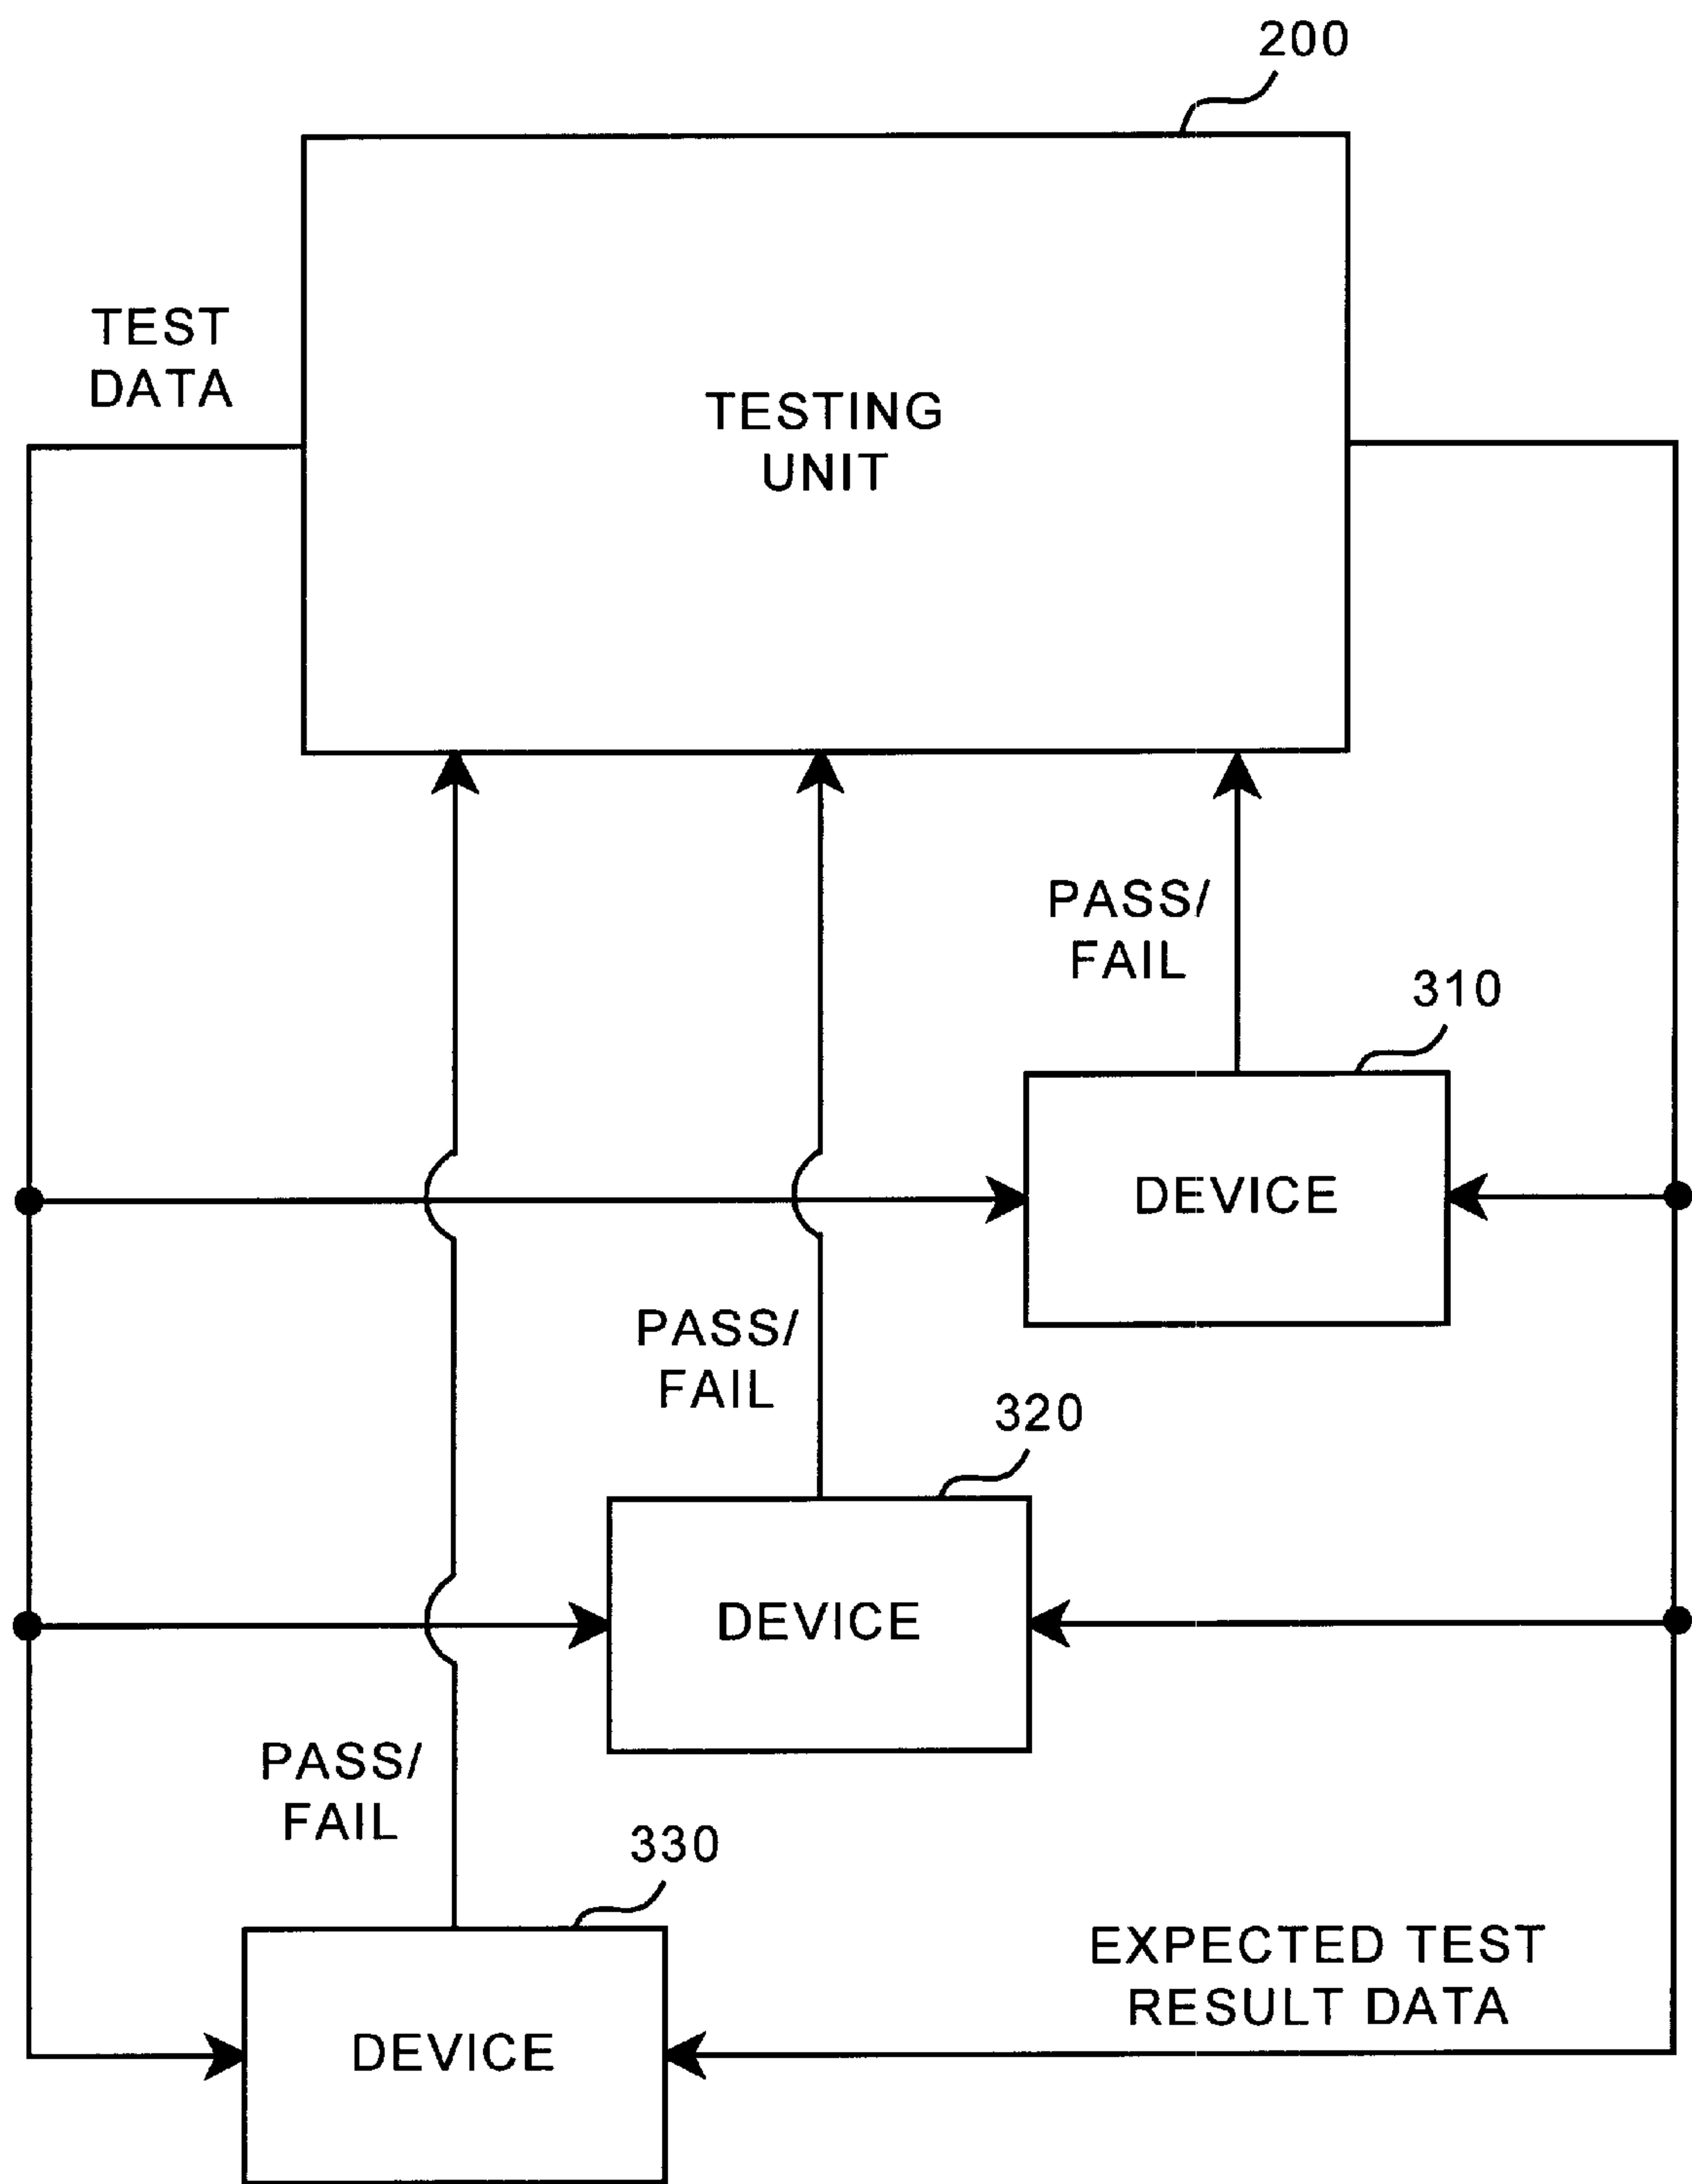 200
TEST
DATA
TESTING
UNIT
PASS/
FAIL
310
DEVICE
PASS/
FAIL
320
DEVICE
PASS/
FAIL
330
EXPECTED TEST
RESULT DATA
DEVICE